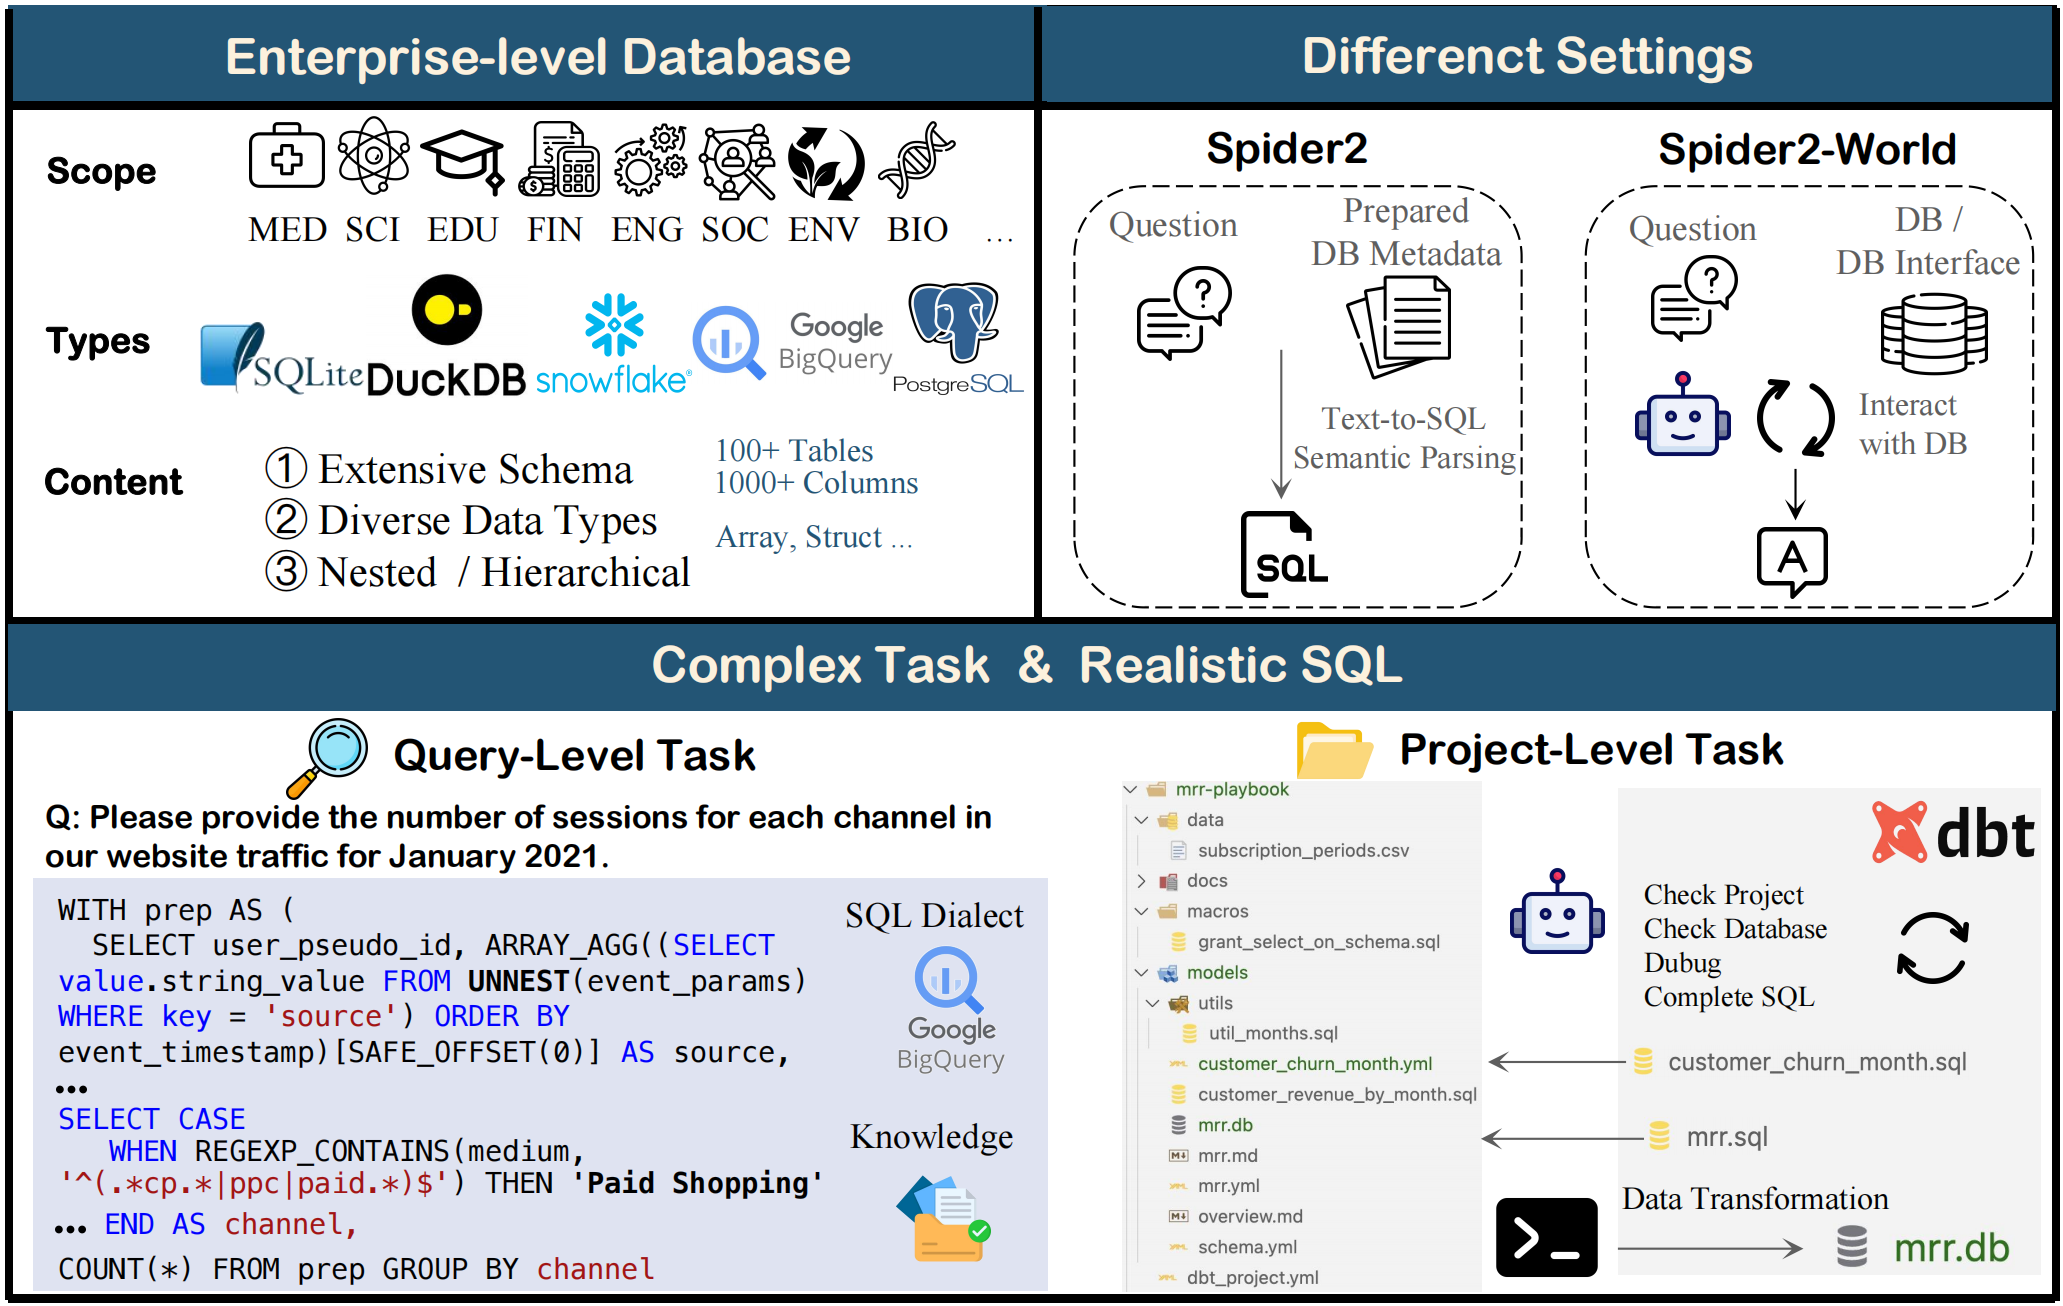 Enterprise-level Database
Scope
MED SCI EDU FIN ENG SOC ENV BIO ...
Types
SQLite
DuckDB
snowflake®
Google
BigQuery
PostgreSQL
Content
① Extensive Schema
② Diverse Data Types
③ Nested / Hierarchical
100+ Tables
1000+ Columns
Array, Struct ...
Differenct Settings
Spider2
Question
Prepared
DB Metadata
?
Text-to-SQL
Semantic Parsing
SQL
Spider2-World
Question
DB /
DB Interface
?
Interact
with DB
A
Complex Task & Realistic SQL
Query-Level Task
Q: Please provide the number of sessions for each channel in
our website traffic for January 2021.
WITH prep AS (
SELECT user_pseudo_id, ARRAY_AGG((SELECT
value.string_value FROM UNNEST(event_params)
WHERE key = 'source') ORDER BY
event_timestamp)[SAFE_OFFSET(0)] AS source,
...
SELECT CASE
WHEN REGEXP_CONTAINS(medium,
'^(.*cp.*|ppc|paid.*)$') THEN 'Paid Shopping'
... END AS channel,
COUNT(*) FROM prep GROUP BY channel
SQL Dialect
Google
BigQuery
Knowledge
Project-Level Task
mrr-playbook
data
subscription_periods.csv
docs
macros
grant_select_on_schema.sql
models
utils
util_months.sql
customer_churn_month.yml
customer_revenue_by_month.sql
mrr.db
M↓ mrr.md
mrr.yml
M↓ overview.md
schema.yml
dbt_project.yml
dbt
Check Project
Check Database
Dubug
Complete SQL
customer_churn_month.sql
mrr.sql
Data Transformation
>_
mrr.db